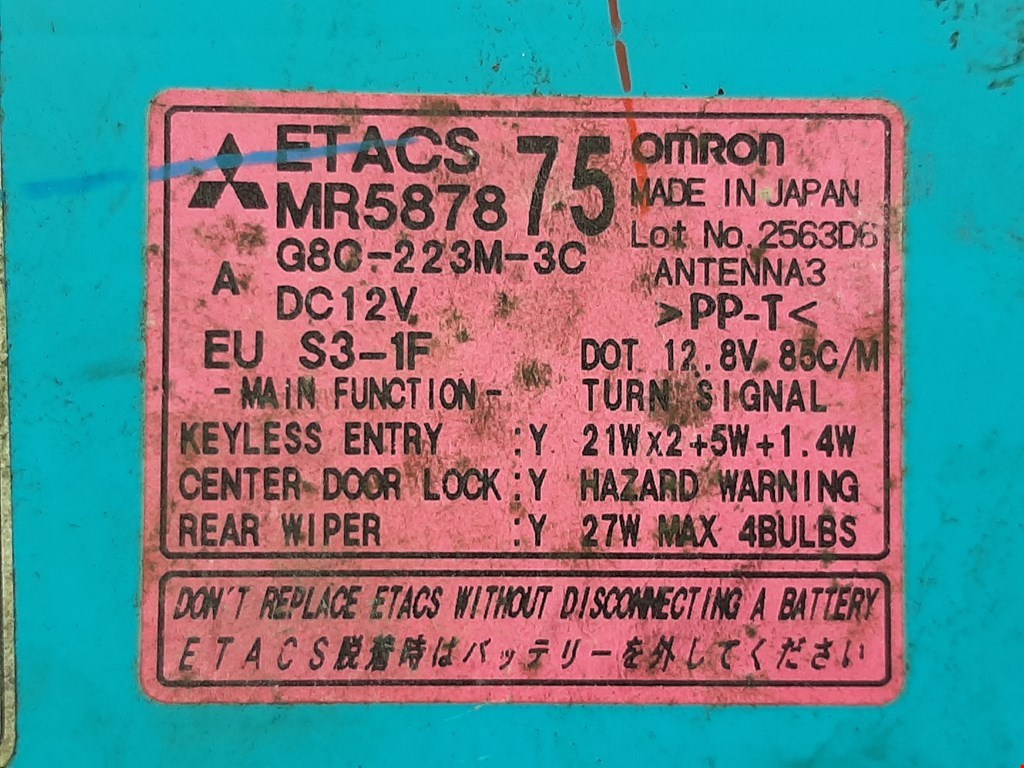 ETACS
MR587875
G8C-223M-3C
A
DC12V
EU S3-1F
-MAIN FUNCTION-
KEYLESS ENTRY :Y
CENTER DOOR LOCK :Y
REAR WIPER :Y
OMRON
MADE IN JAPAN
Lot No. 2563D6
ANTENNA3
>PP-T<
DOT 12.8V 85C/M
TURN SIGNAL
21Wx2+5W+1.4W
HAZARD WARNING
27W MAX 4BULBS
DON'T REPLACE ETACS WITHOUT DISCONNECTING A BATTERY
ETACS脱着時はバッテリーを外してください